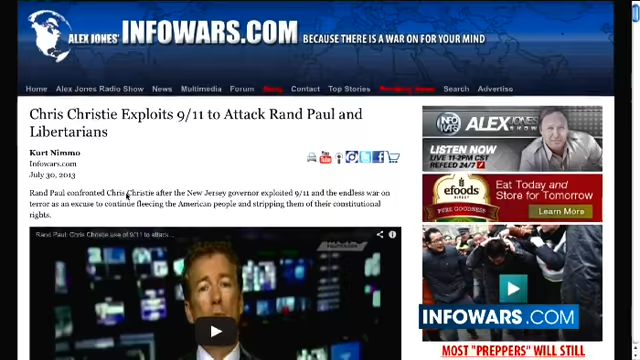 ALEX JONES' INFOWARS.COM BECAUSE THERE IS A WAR ON FOR YOUR MIND
Home Alex Jones Radio Show News Multimedia Forum Store Contact Top Stories Breaking News Search Advertise
Chris Christie Exploits 9/11 to Attack Rand Paul and
Libertarians
Kurt Nimmo
Infowars.com
July 30, 2013
Rand Paul confronted Chris Christie after the New Jersey governor exploited 9/11 and the endless war on
terror as an excuse to continue fleecing the American people and stripping them of their constitutional
rights.
Rand Paul: Chris Christie use of 9/11 to attack...
INFO
WARS
ALEX JONES
SHOW
LISTEN NOW
LIVE 11-2PM CST
REFEED 24/7
efoods
DIRECT
PURE GOODNESS
Eat Today and
Store for Tomorrow
Learn More
INFOWARS.COM
MOST "PREPPERS" WILL STILL